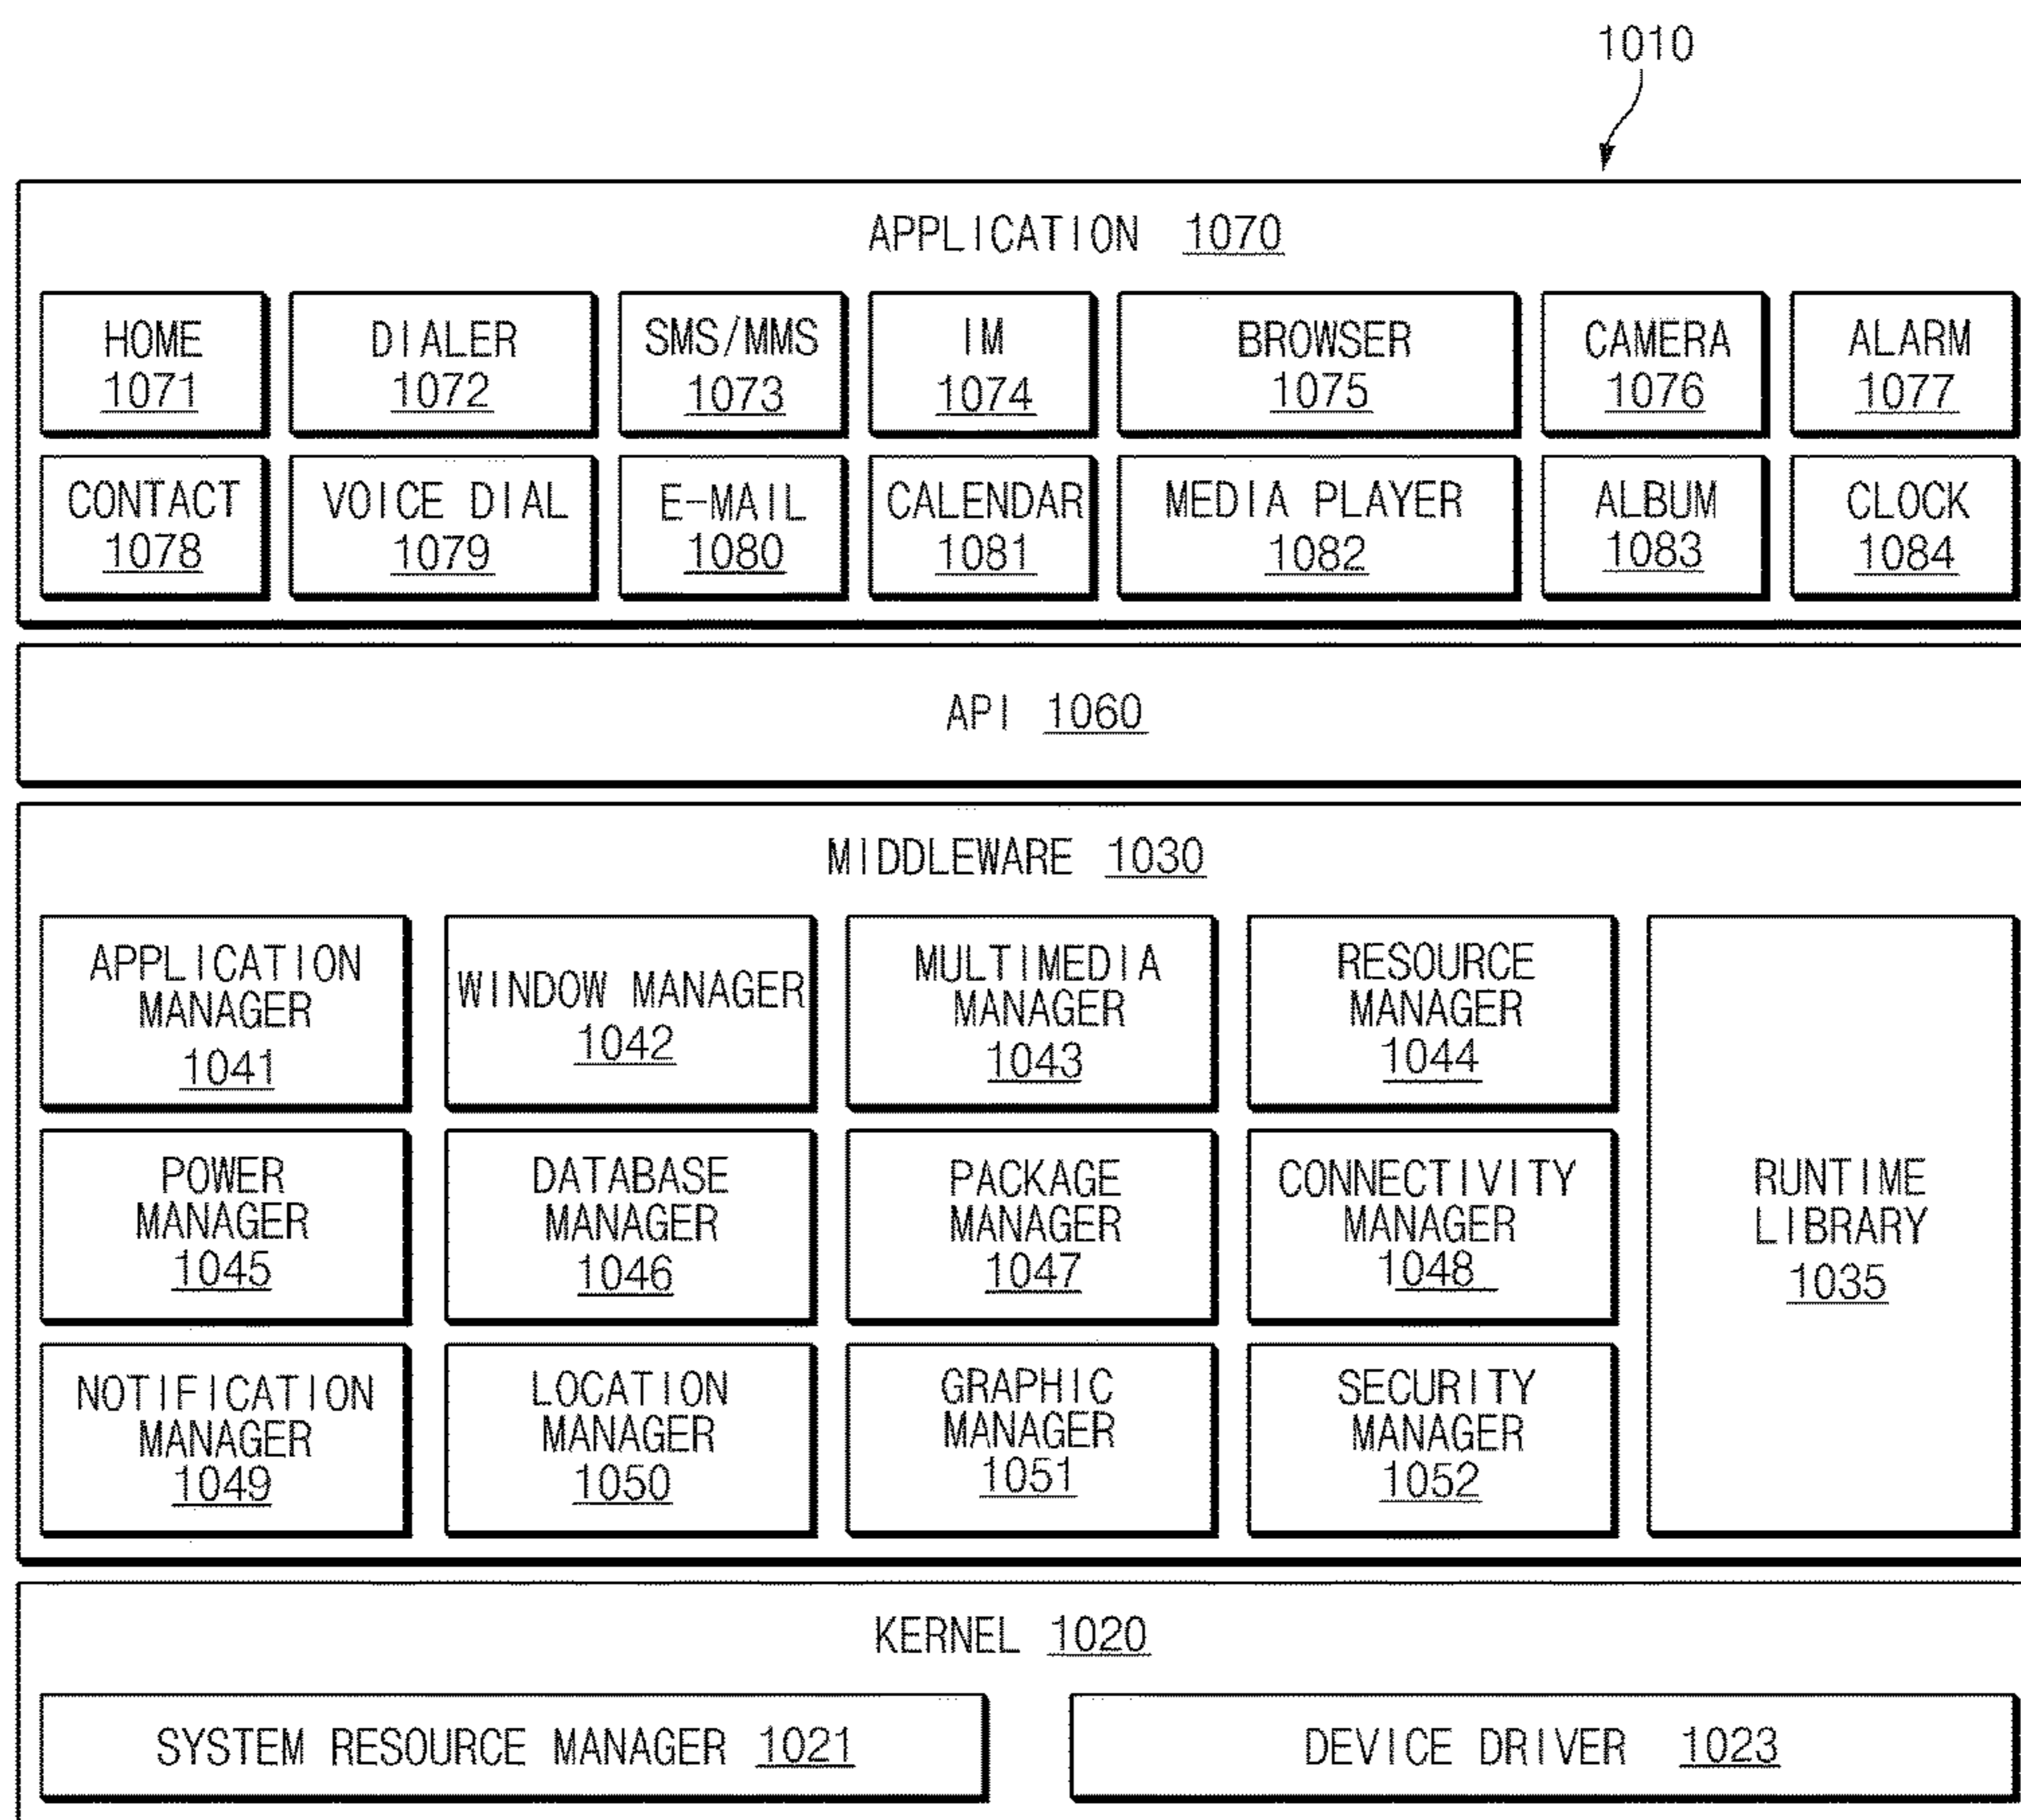 1010
APPLICATION 1070
HOME
1071
DIALER
1072
SMS/MMS
1073
IM
1074
BROWSER
1075
CAMERA
1076
ALARM
1077
CONTACT
1078
VOICE DIAL
1079
E-MAIL
1080
CALENDAR
1081
MEDIA PLAYER
1082
ALBUM
1083
CLOCK
1084
API 1060
MIDDLEWARE 1030
APPLICATION
MANAGER
1041
WINDOW MANAGER
1042
MULTIMEDIA
MANAGER
1043
RESOURCE
MANAGER
1044
POWER
MANAGER
1045
DATABASE
MANAGER
1046
PACKAGE
MANAGER
1047
CONNECTIVITY
MANAGER
1048
NOTIFICATION
MANAGER
1049
LOCATION
MANAGER
1050
GRAPHIC
MANAGER
1051
SECURITY
MANAGER
1052
RUNTIME
LIBRARY
1035
KERNEL 1020
SYSTEM RESOURCE MANAGER 1021
DEVICE DRIVER 1023